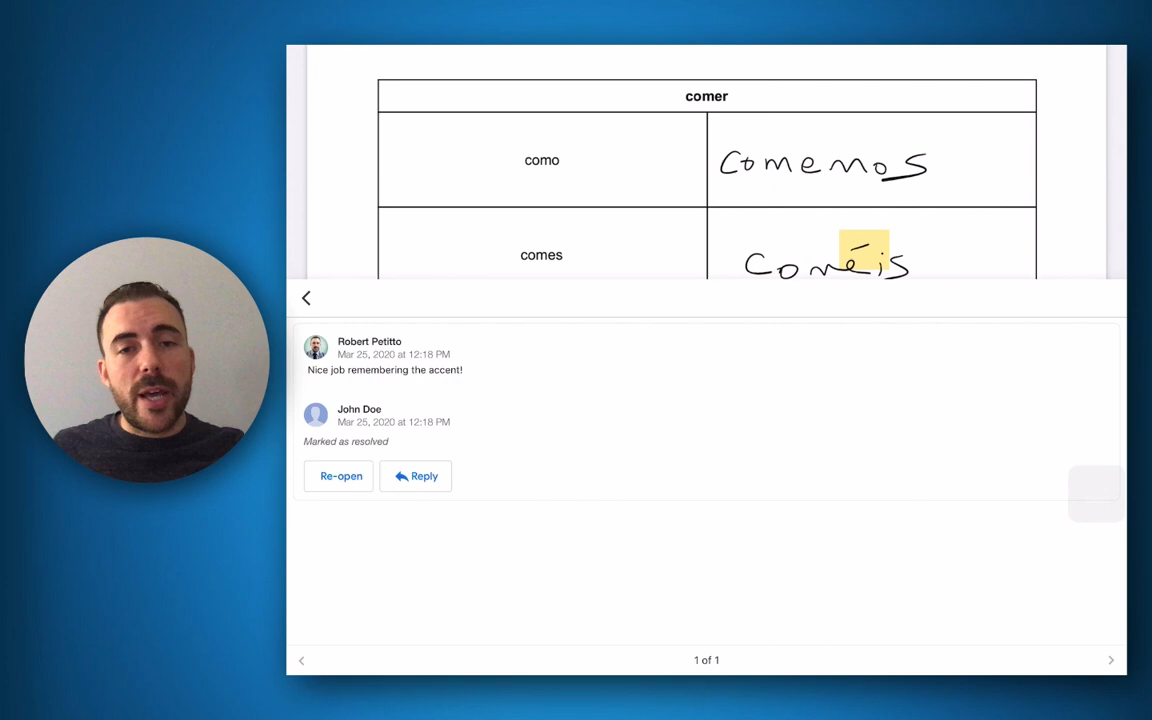 comer
como
Comemos
comes
Coméis
Robert Petitto
Mar 25, 2020 at 12:18 PM
Nice job remembering the accent!
John Doe
Mar 25, 2020 at 12:18 PM
Marked as resolved
Re-open
Reply
1 of 1